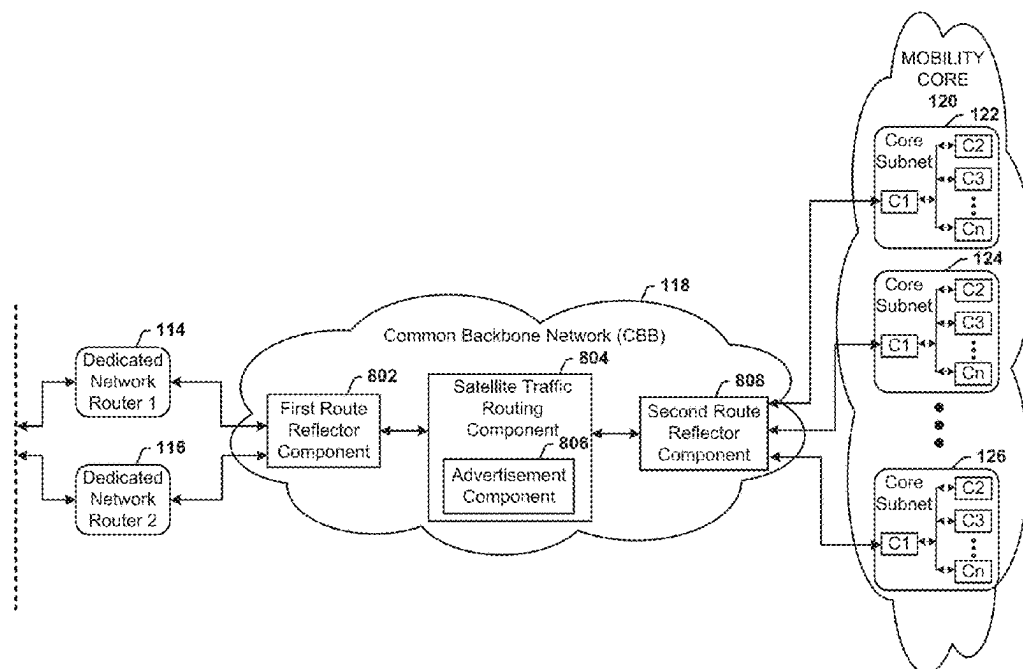 MOBILITY
CORE
120
122
Core
Subnet
C1
C2
C3
Cn
124
Core
Subnet
C1
C2
C3
Cn
126
Core
Subnet
C1
C2
C3
Cn
118
Common Backbone Network (CBB)
114
Dedicated
Network
Router 1
116
Dedicated
Network
Router 2
802
First Route
Reflector
Component
804
Satellite Traffic
Routing
Component
806
Advertisement
Component
808
Second Route
Reflector
Component